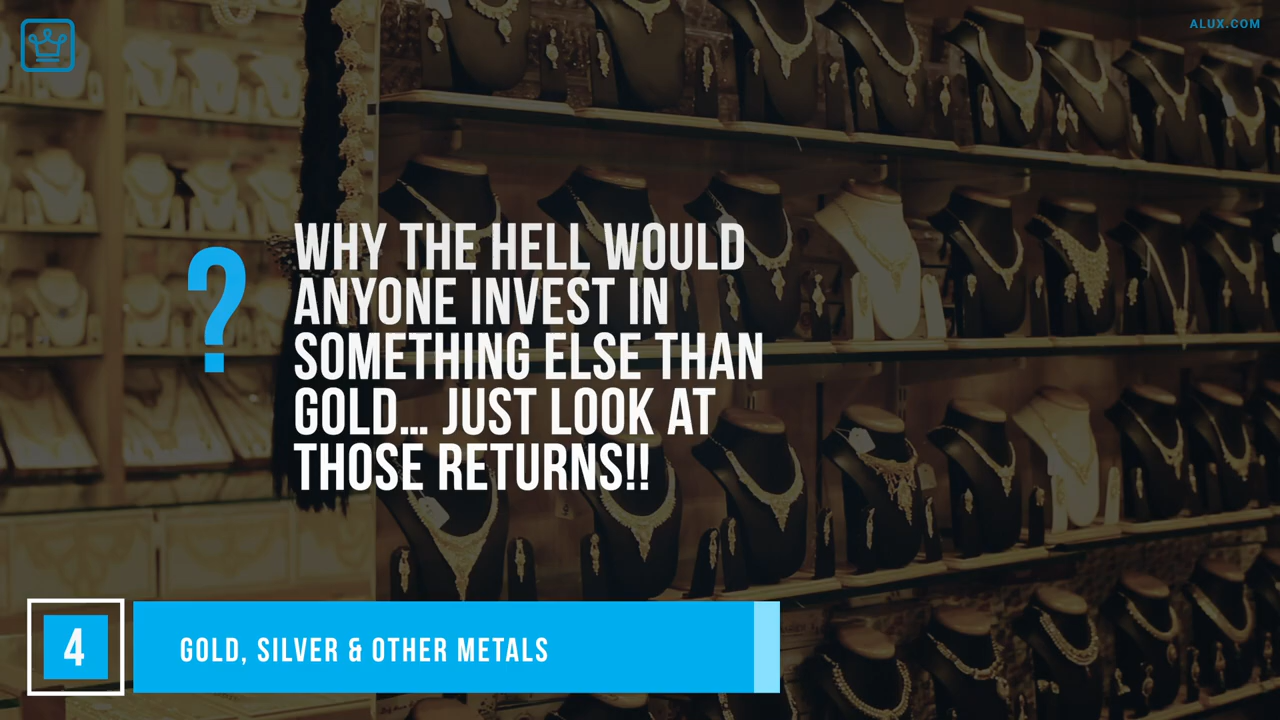 ALUX.COM
?
WHY THE HELL WOULD
ANYONE INVEST IN
SOMETHING ELSE THAN
GOLD... JUST LOOK AT
THOSE RETURNS!!
4
GOLD, SILVER & OTHER METALS